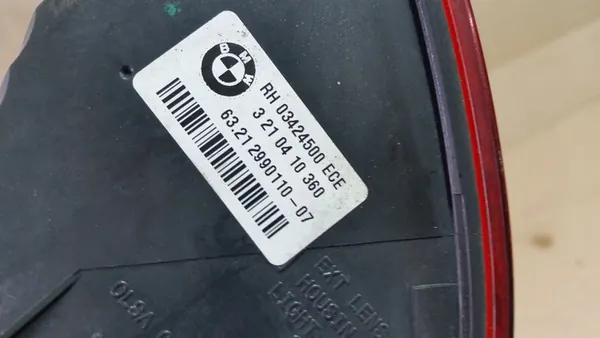 BMW
RH 03424500 ECE
3 21 04 10 360
63.21 2990110-07
EXT LENS
HOUSIN
LIGHT